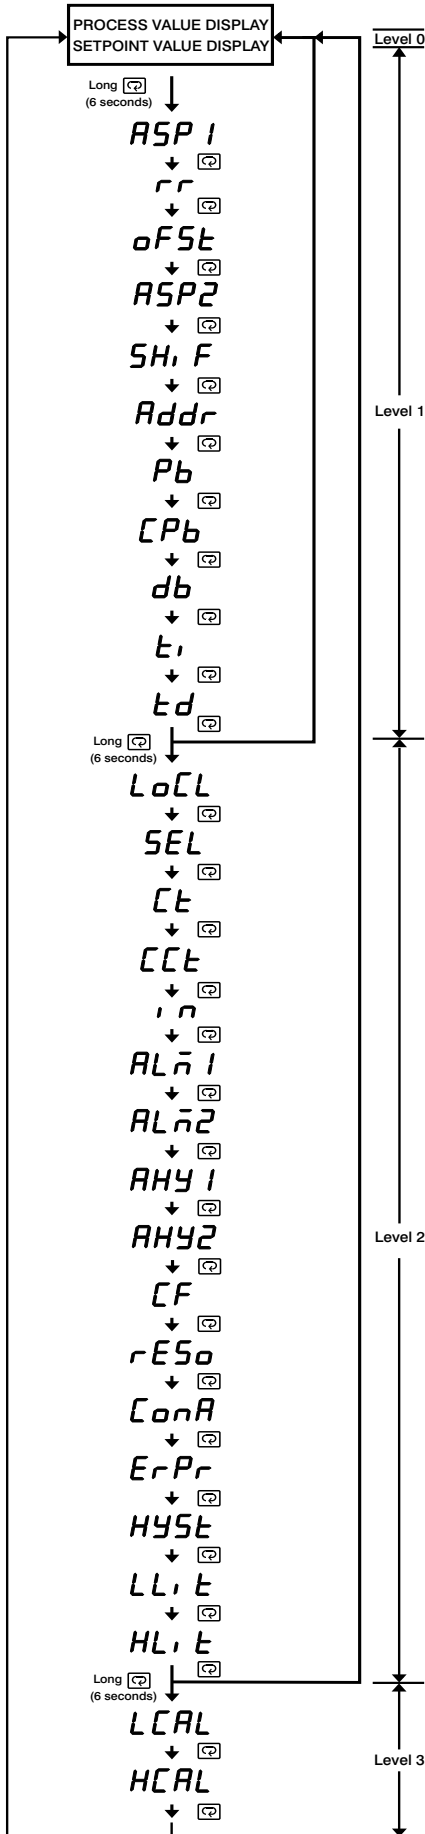 PROCESS VALUE DISPLAY
SETPOINT VALUE DISPLAY
Level 0
Long
(6 seconds)
ASP1
rr
oFSt
ASP2
SHiF
Addr
Level 1
Pb
CPb
db
ti
td
Long
(6 seconds)
LoCL
SEL
Ct
CCt
in
ALm1
ALm2
AHY1
AHY2
Level 2
CF
rESo
ConA
ErPr
HYSt
LLit
HLit
Long
(6 seconds)
LCAL
Level 3
HCAL